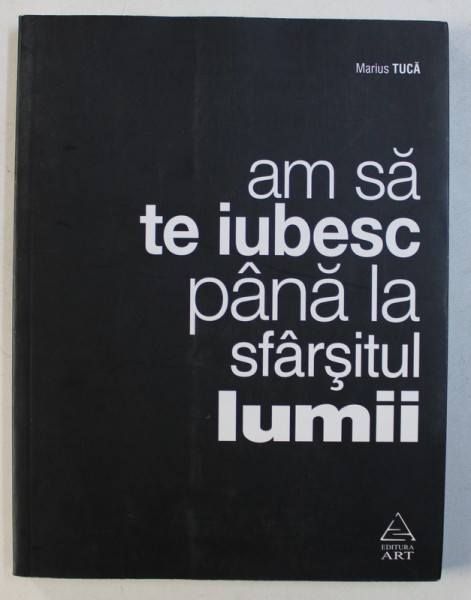 Marius TUCĂ
am să
te iubesc
până la
sfârşitul
lumii
EDITURA
ART